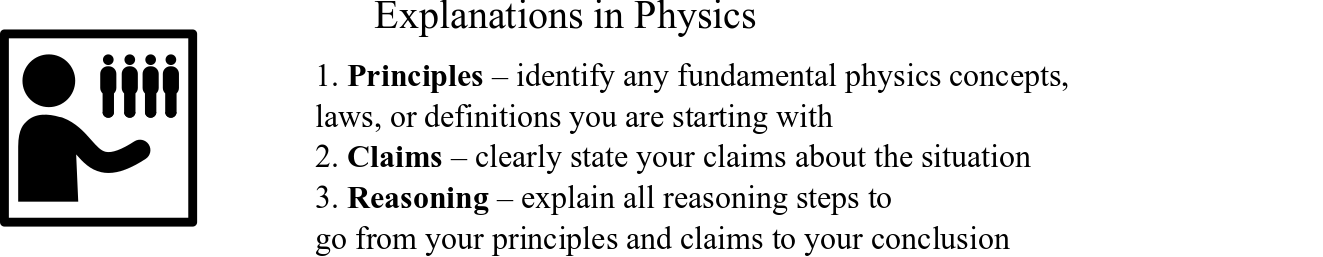 Explanations in Physics
1. Principles – identify any fundamental physics concepts,
laws, or definitions you are starting with
2. Claims – clearly state your claims about the situation
3. Reasoning – explain all reasoning steps to
go from your principles and claims to your conclusion